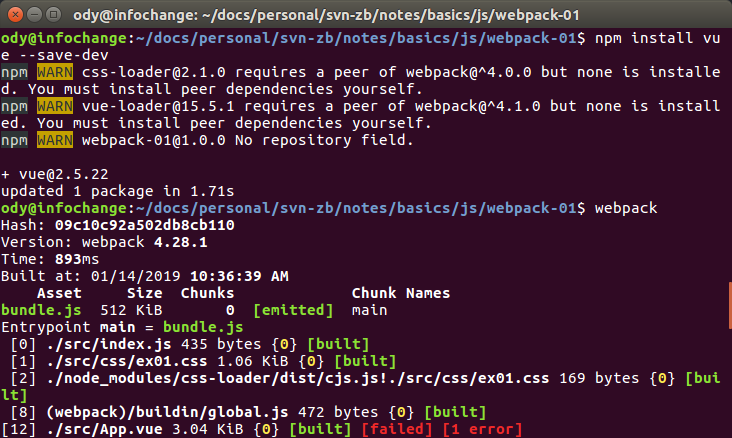 ody@infochange: ~/docs/personal/svn-zb/notes/basics/js/webpack-01
ody@infochange:~/docs/personal/svn-zb/notes/basics/js/webpack-01$ npm install vu
e --save-dev
npm WARN css-loader@2.1.0 requires a peer of webpack@^4.0.0 but none is installe
d. You must install peer dependencies yourself.
npm WARN vue-loader@15.5.1 requires a peer of webpack@^4.1.0 but none is install
ed. You must install peer dependencies yourself.
npm WARN webpack-01@1.0.0 No repository field.
+ vue@2.5.22
updated 1 package in 1.71s
ody@infochange:~/docs/personal/svn-zb/notes/basics/js/webpack-01$ webpack
Hash: 09c10c92a502db8cb110
Version: webpack 4.28.1
Time: 893ms
Built at: 01/14/2019 10:36:39 AM
    Asset     Size  Chunks             Chunk Names
bundle.js  512 KiB       0  [emitted]  main
Entrypoint main = bundle.js
 [0] ./src/index.js 435 bytes {0} [built]
 [1] ./src/css/ex01.css 1.06 KiB {0} [built]
 [2] ./node_modules/css-loader/dist/cjs.js!./src/css/ex01.css 169 bytes {0} [bui
lt]
 [8] (webpack)/buildin/global.js 472 bytes {0} [built]
[12] ./src/App.vue 3.04 KiB {0} [built] [failed] [1 error]